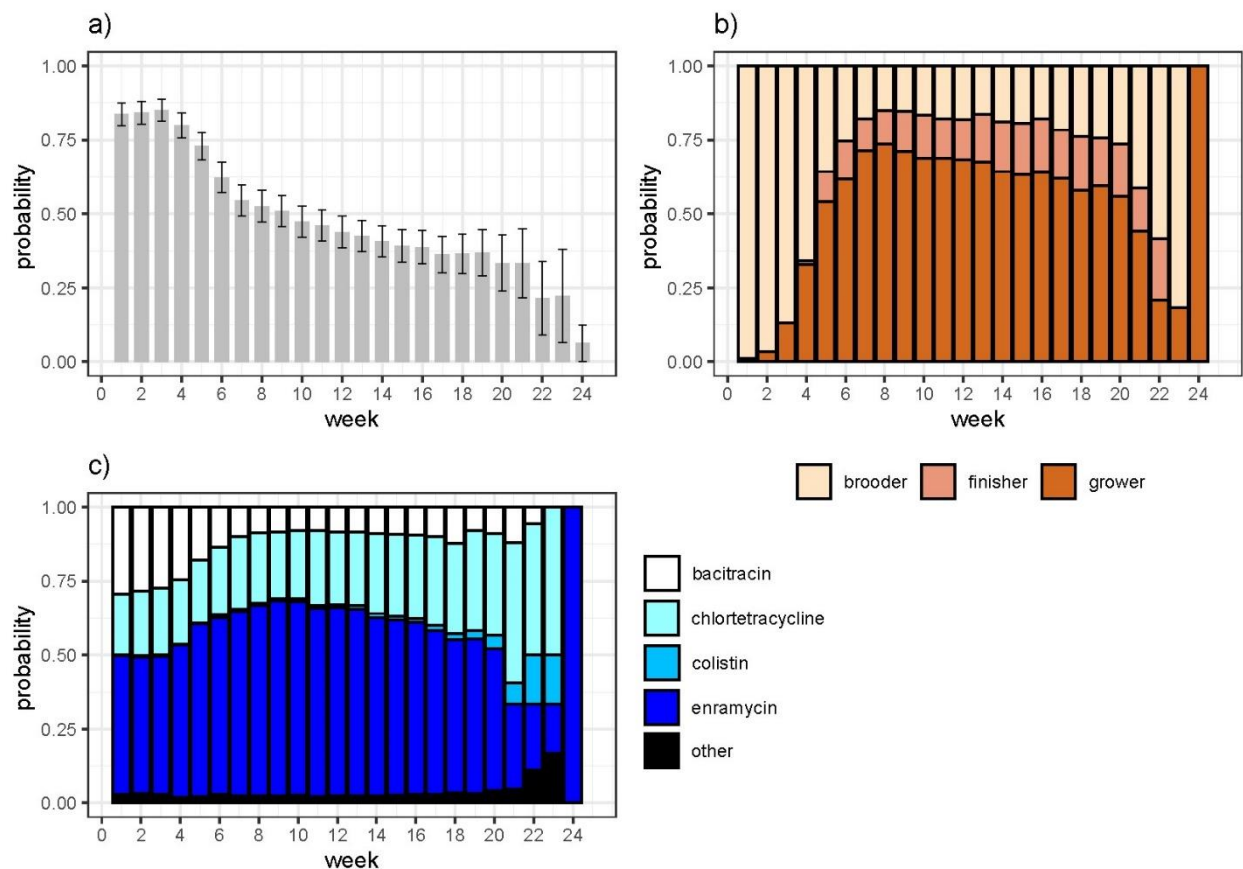 a)
1.00
0.75
0.50
0.25
0.00
probability
0 2 4 6 8 10 12 14 16 18 20 22 24
week
b)
1.00
0.75
0.50
0.25
0.00
probability
0 2 4 6 8 10 12 14 16 18 20 22 24
week
brooder finisher grower
c)
1.00
0.75
0.50
0.25
0.00
probability
0 2 4 6 8 10 12 14 16 18 20 22 24
week
bacitracin
chlortetracycline
colistin
enramycin
other